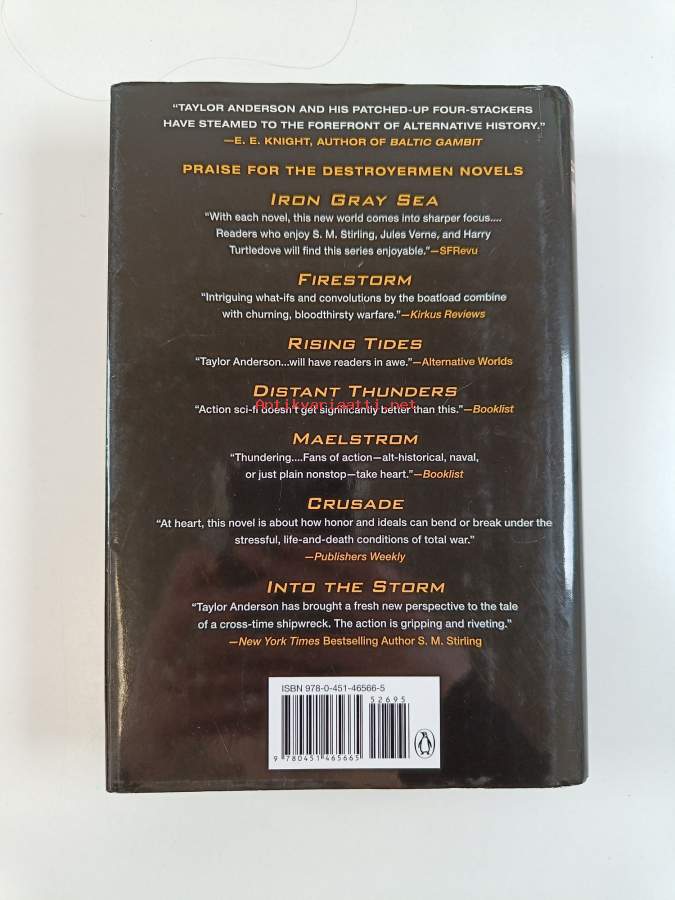 "TAYLOR ANDERSON AND HIS PATCHED-UP FOUR-STACKERS
HAVE STEAMED TO THE FOREFRONT OF ALTERNATIVE HISTORY."
—E. E. KNIGHT, AUTHOR OF BALTIC GAMBIT
PRAISE FOR THE DESTROYERMEN NOVELS
IRON GRAY SEA
"With each novel, this new world comes into sharper focus....
Readers who enjoy S. M. Stirling, Jules Verne, and Harry
Turtledove will find this series enjoyable."—SFRevu
FIRESTORM
"Intriguing what-ifs and convolutions by the boatload combine
with churning, bloodthirsty warfare."—Kirkus Reviews
RISING TIDES
"Taylor Anderson...will have readers in awe."—Alternative Worlds
DISTANT THUNDERS
Antikvariaatti.net
"Action sci-fi doesn't get significantly better than this."—Booklist
MAELSTROM
"Thundering....Fans of action—alt-historical, naval,
or just plain nonstop—take heart."—Booklist
CRUSADE
"At heart, this novel is about how honor and ideals can bend or break under the
stressful, life-and-death conditions of total war."
—Publishers Weekly
INTO THE STORM
"Taylor Anderson has brought a fresh new perspective to the tale
of a cross-time shipwreck. The action is gripping and riveting."
—New York Times Bestselling Author S. M. Stirling
ISBN 978-0-451-46566-5
52695
9 780451 465665